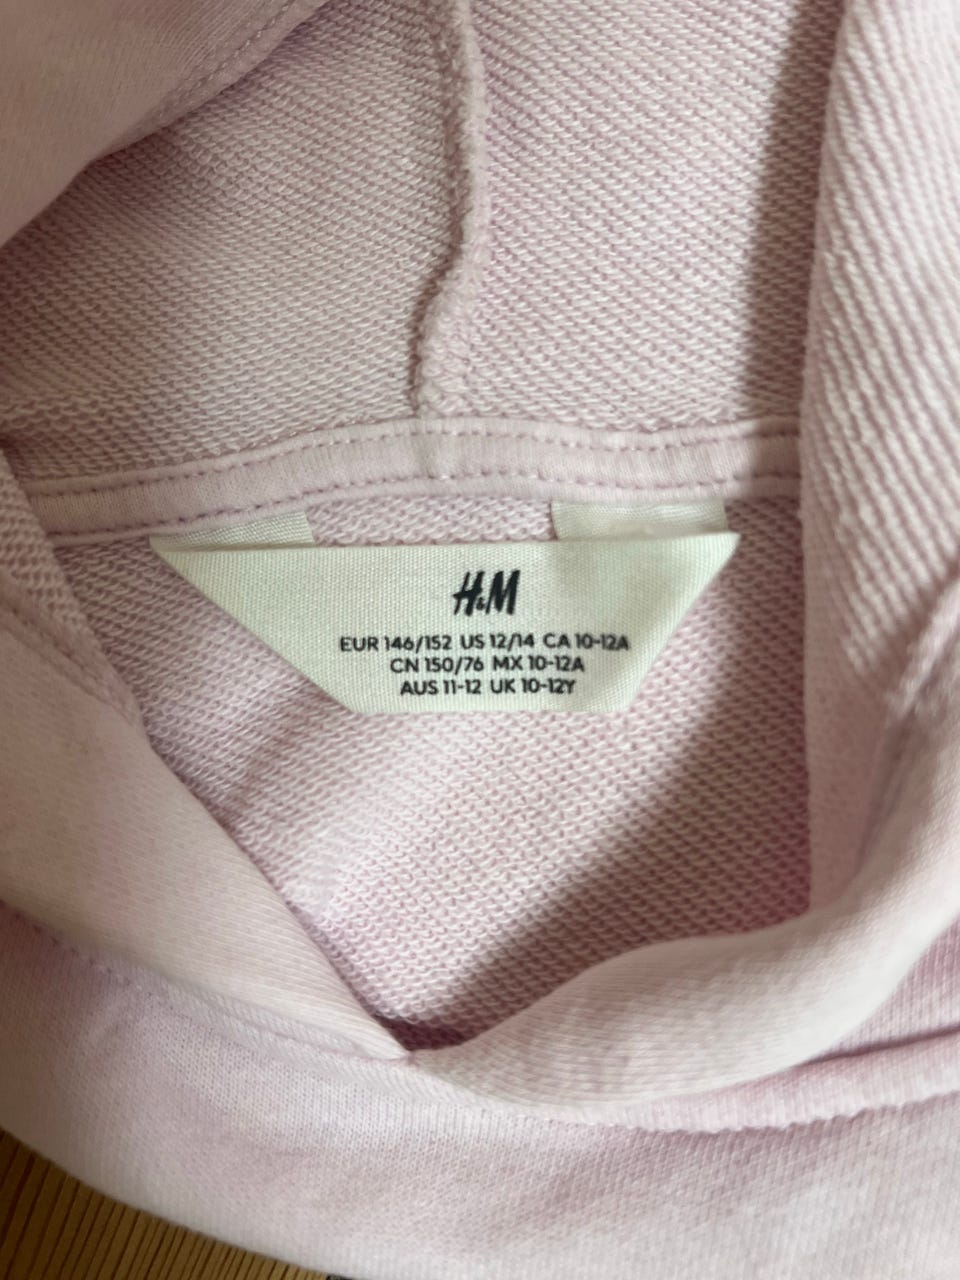 H&M
EUR 146/152 US 12/14 CA 10-12A
CN 150/76 MX 10-12A
AUS 11-12 UK 10-12Y